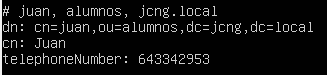 # juan, alumnos, jcng.local
dn: cn=juan,ou=alumnos,dc=jcng,dc=local
cn: Juan
telephoneNumber: 643342953